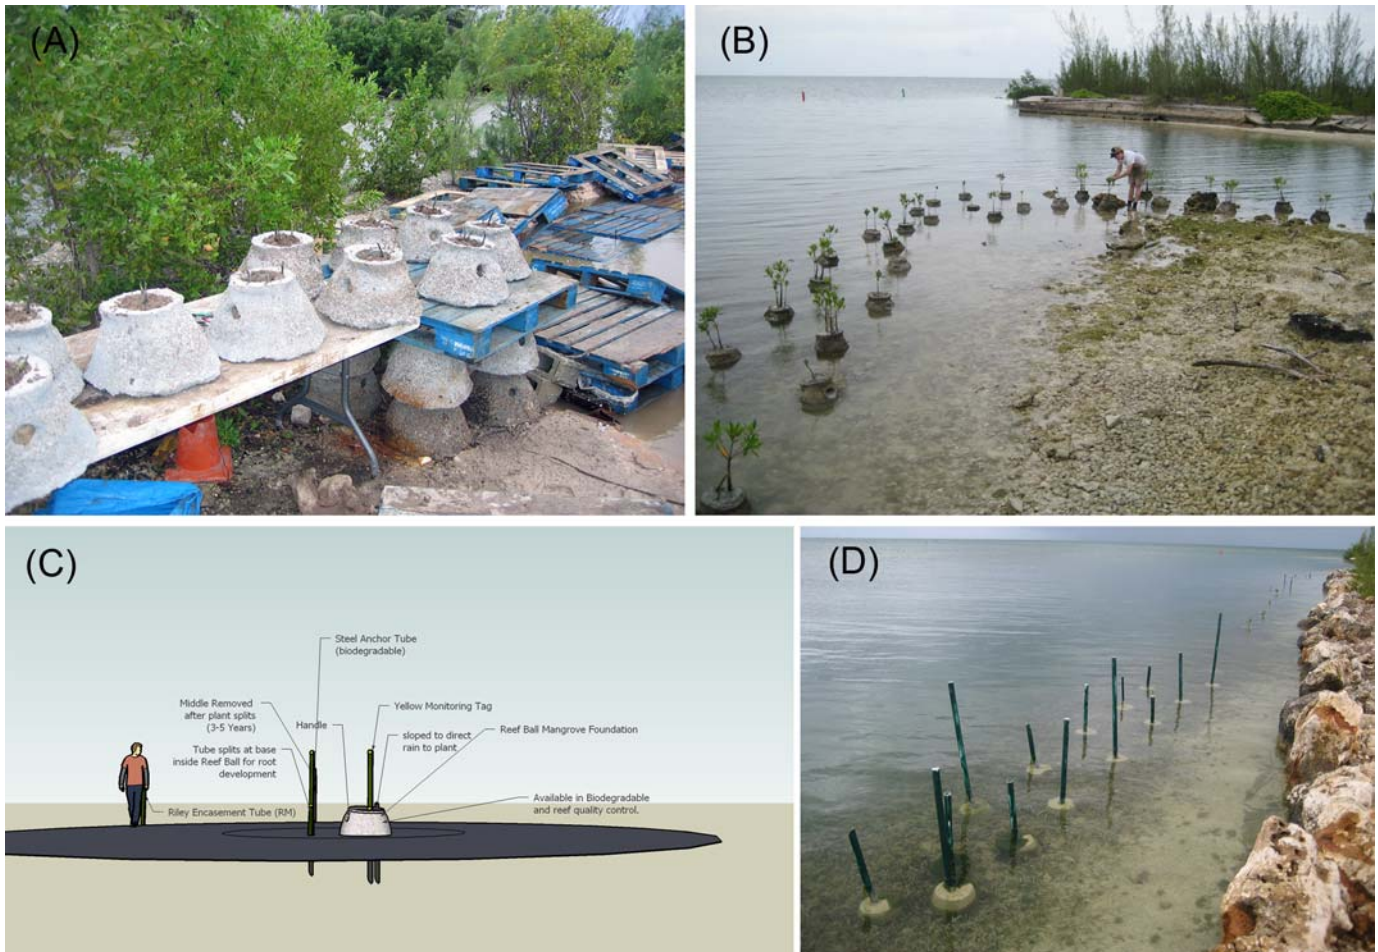 (A)
(B)
(C)
Steel Anchor Tube
(biodegradable)
Middle Removed
after plant splits
(3-5 Years)
Handle
Yellow Monitoring Tag
sloped to direct
rain to plant
Reef Ball Mangrove Foundation
Tube splits at base
inside Reef Ball for root
development
Riley Encasement Tube (RM)
Available in Biodegradable
and reef quality control.
(D)